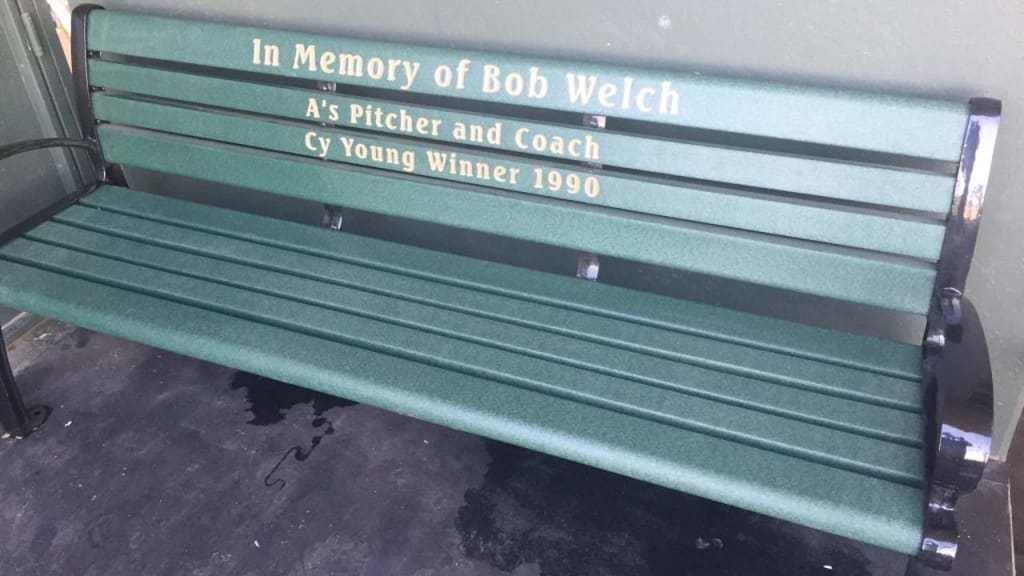 In Memory of Bob Welch
A's Pitcher and Coach
Cy Young Winner 1990